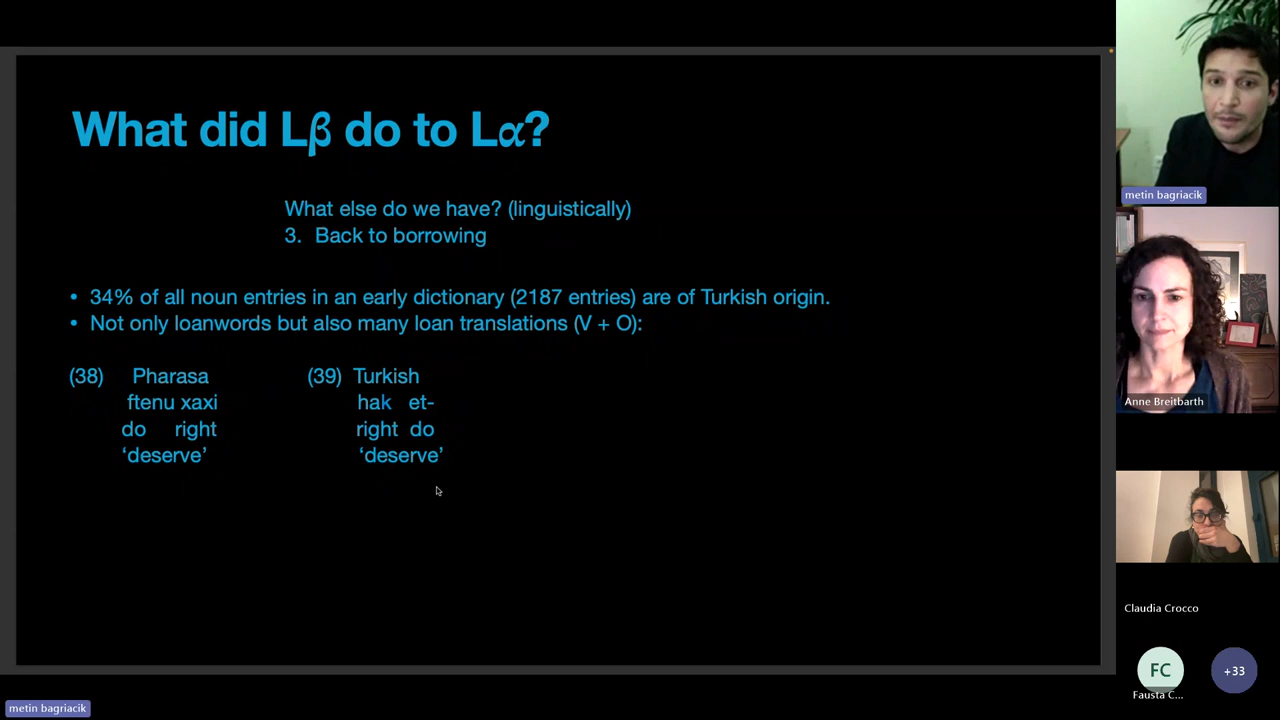 What did Lβ do to Lα?
What else do we have? (linguistically)
3. Back to borrowing
• 34% of all noun entries in an early dictionary (2187 entries) are of Turkish origin.
• Not only loanwords but also many loan translations (V + O):
(38) Pharasa
ftenu xaxi
do right
‘deserve’
(39) Turkish
hak et-
right do
‘deserve’
metin bagriacik
Anne Breitbarth
Claudia Crocco
FC
Fausta C...
+33
metin bagriacik